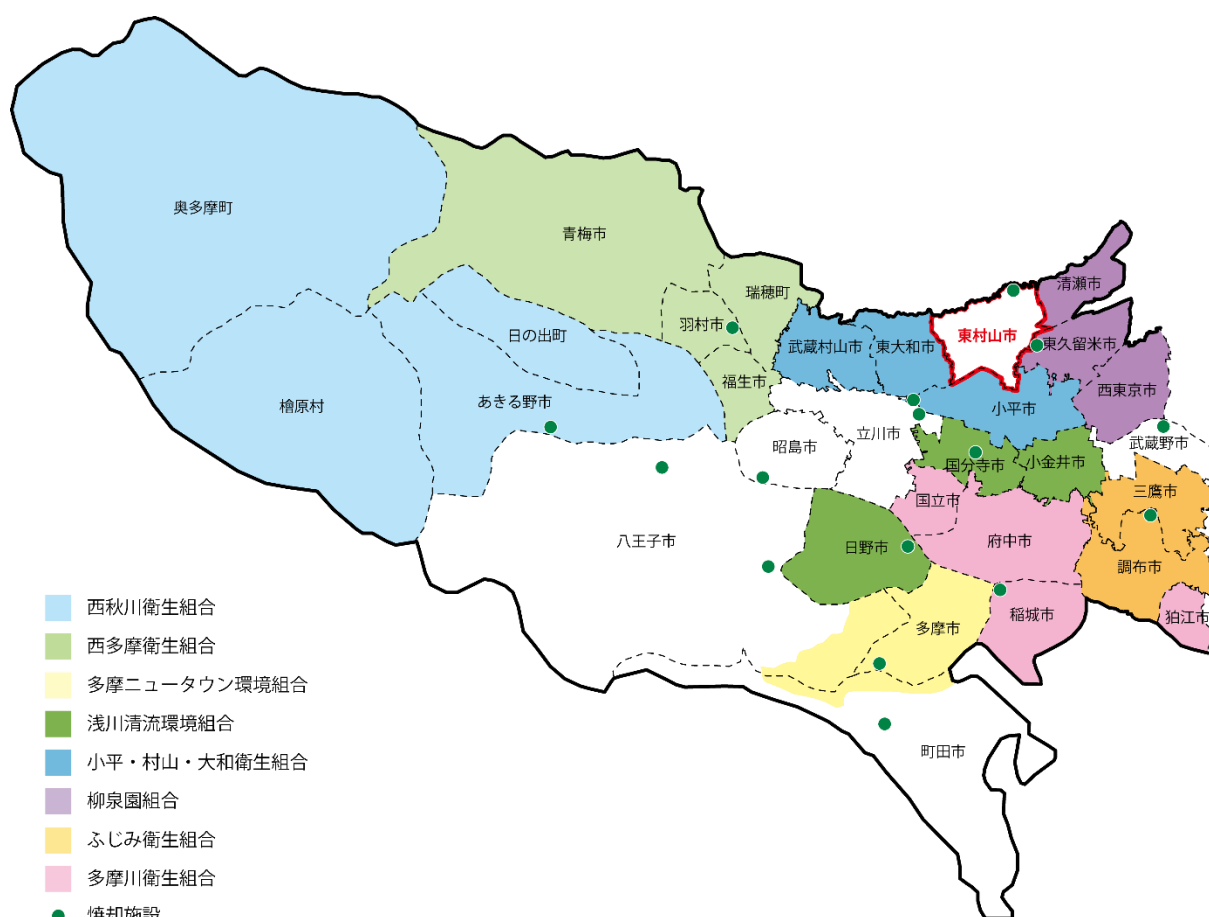 奥多摩町
青梅市
瑞穂町
清瀬市
羽村市
日の出町
武蔵村山市
東大和市
東村山市
東久留米市
西東京市
福生市
檜原村
あきる野市
小平市
昭島市
立川市
武蔵野市
国分寺市
小金井市
国立市
三鷹市
八王子市
日野市
府中市
調布市
多摩市
稲城市
狛江市
町田市
西秋川衛生組合
西多摩衛生組合
多摩ニュータウン環境組合
浅川清流環境組合
小平・村山・大和衛生組合
柳泉園組合
ふじみ衛生組合
多摩川衛生組合
焼却施設